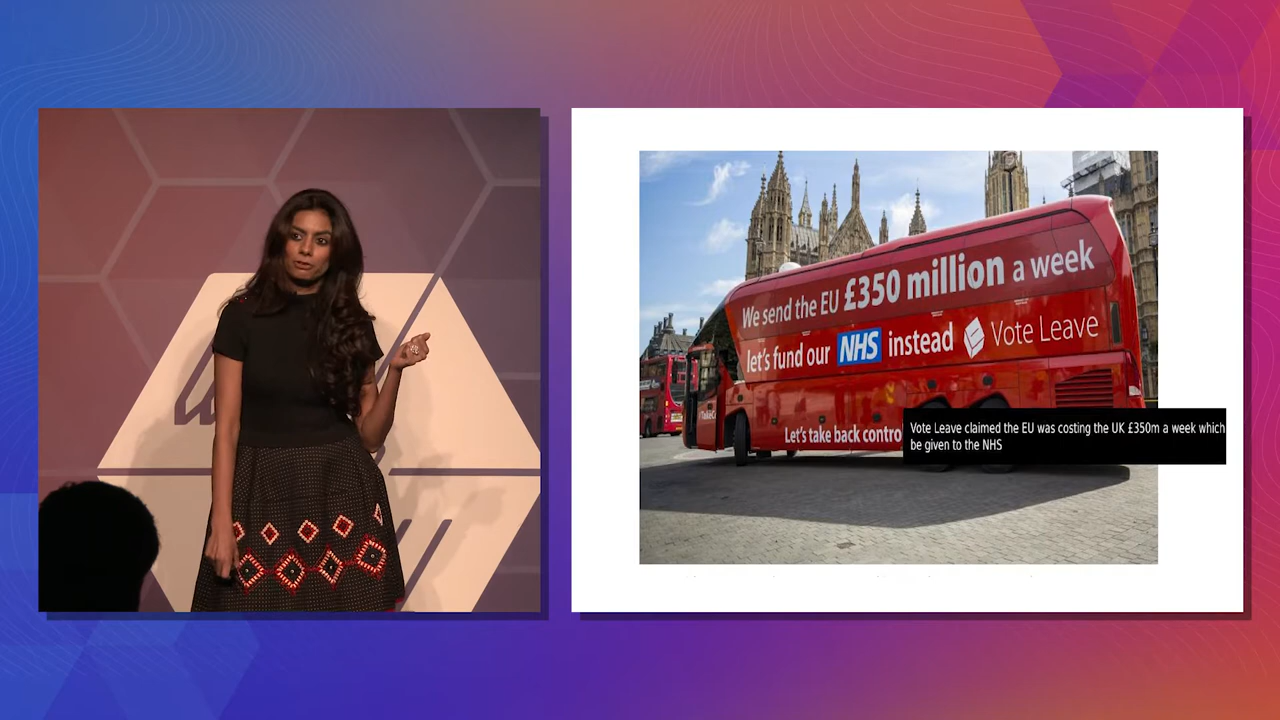 We send the EU £350 million a week
let's fund our NHS instead Vote Leave
Let's take back contro
Vote Leave claimed the EU was costing the UK £350m a week which
be given to the NHS